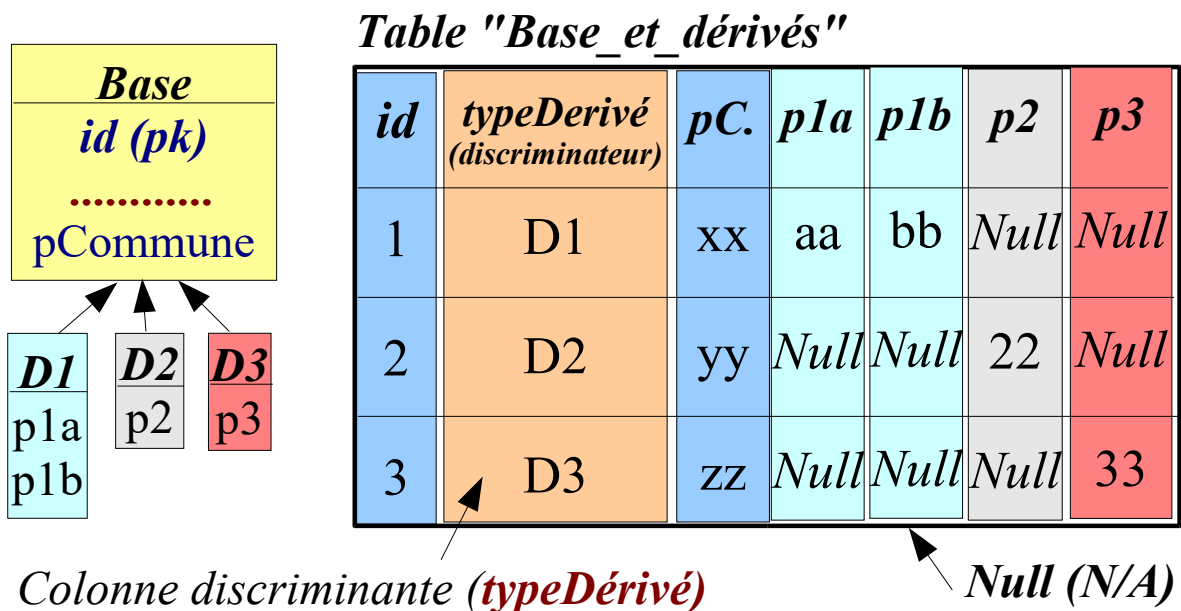 Table "Base_et_dérivés"
Base
id (pk)
............
pCommune
D1
p1a
p1b
D2
p2
D3
p3
id typeDerivé (discriminateur) pC. p1a p1b p2 p3
1 D1 xx aa bb Null Null
2 D2 yy Null Null 22 Null
3 D3 zz Null Null Null 33
Colonne discriminante (typeDérivé)
Null (N/A)